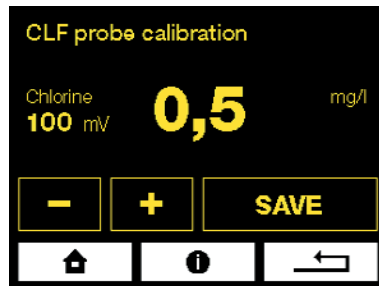 CLF probe calibration
Chlorine
100 mV
0,5
mg/l
- + SAVE